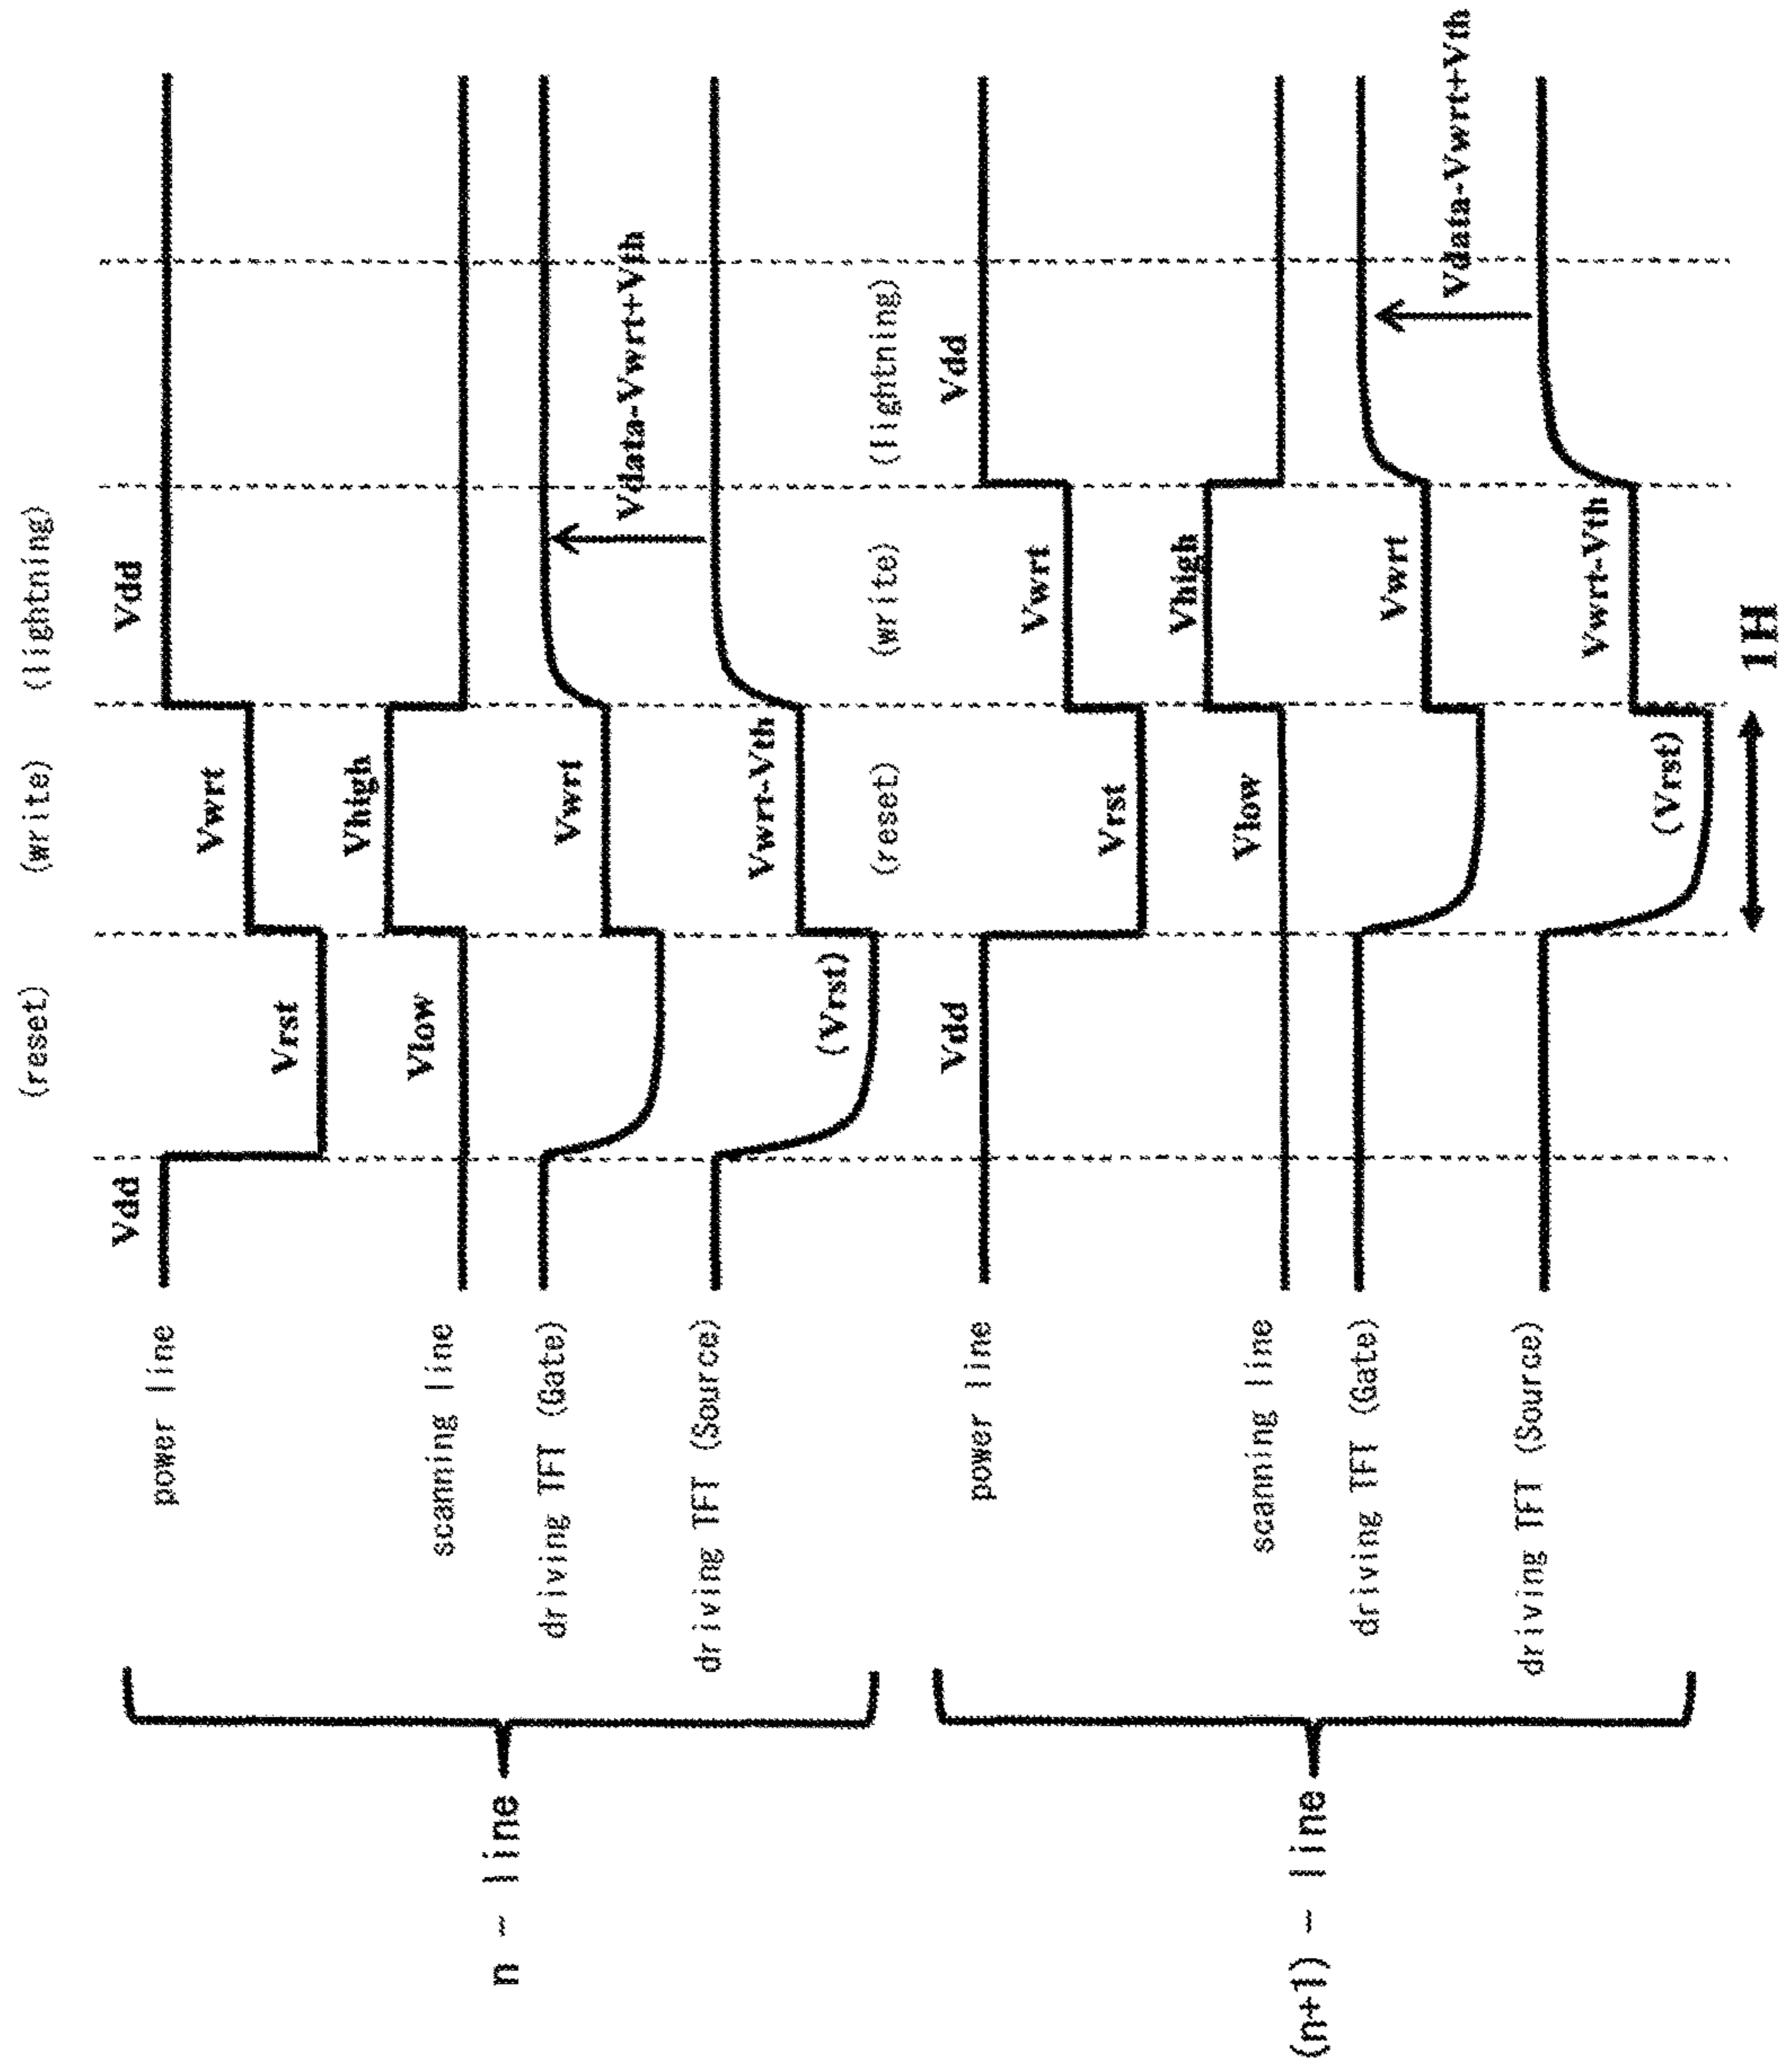 (reset) (write) (lightning)
Vdd Vdd
power line
Vrst Vwrt
Vlow Vhigh
scanning line
Vwrt
driving TFT (Gate)
Vdata-Vwrt+Vth
driving TFT (Source)
(Vrst) Vwrt-Vth
n - line
(reset) (write) (lightning)
Vdd Vdd
power line
Vrst Vwrt
Vlow Vhigh
scanning line
Vwrt
driving TFT (Gate)
Vdata-Vwrt+Vth
driving TFT (Source)
(Vrst) Vwrt-Vth
(n+1) - line
1H